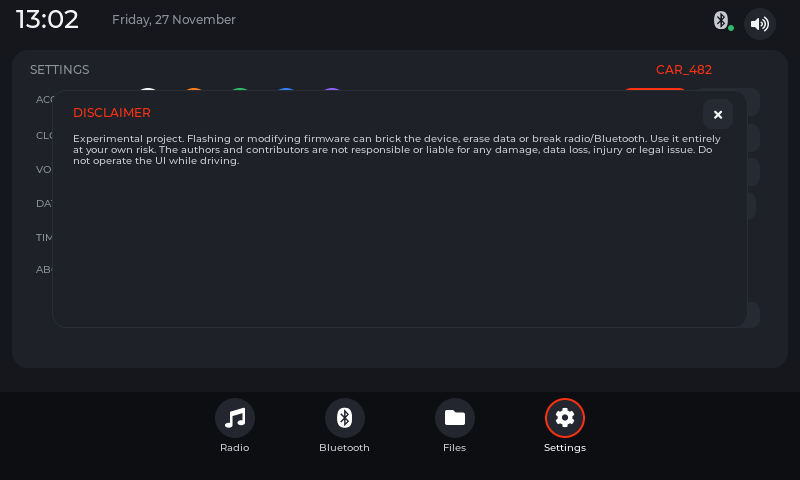 13:02
Friday, 27 November
SETTINGS
CAR_482
DISCLAIMER
Experimental project. Flashing or modifying firmware can brick the device, erase data or break radio/Bluetooth. Use it entirely
at your own risk. The authors and contributors are not responsible or liable for any damage, data loss, injury or legal issue. Do
not operate the UI while driving.
Radio
Bluetooth
Files
Settings